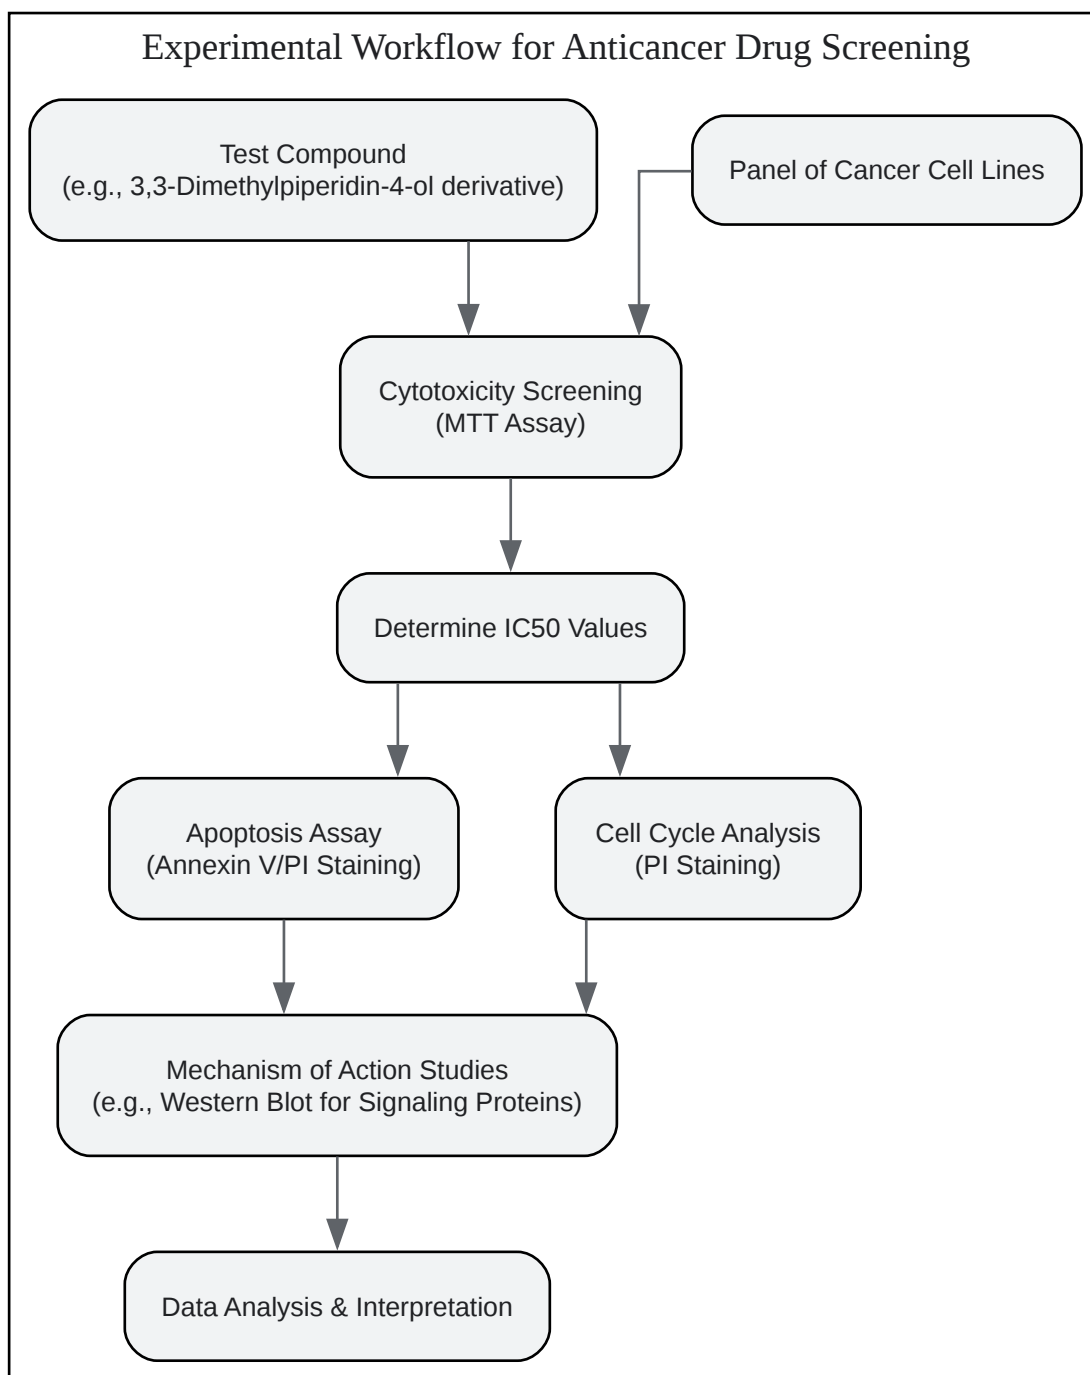 Experimental Workflow for Anticancer Drug Screening
Test Compound
(e.g., 3,3-Dimethylpiperidin-4-ol derivative)
Panel of Cancer Cell Lines
Cytotoxicity Screening
(MTT Assay)
Determine IC50 Values
Apoptosis Assay
(Annexin V/PI Staining)
Cell Cycle Analysis
(PI Staining)
Mechanism of Action Studies
(e.g., Western Blot for Signaling Proteins)
Data Analysis & Interpretation